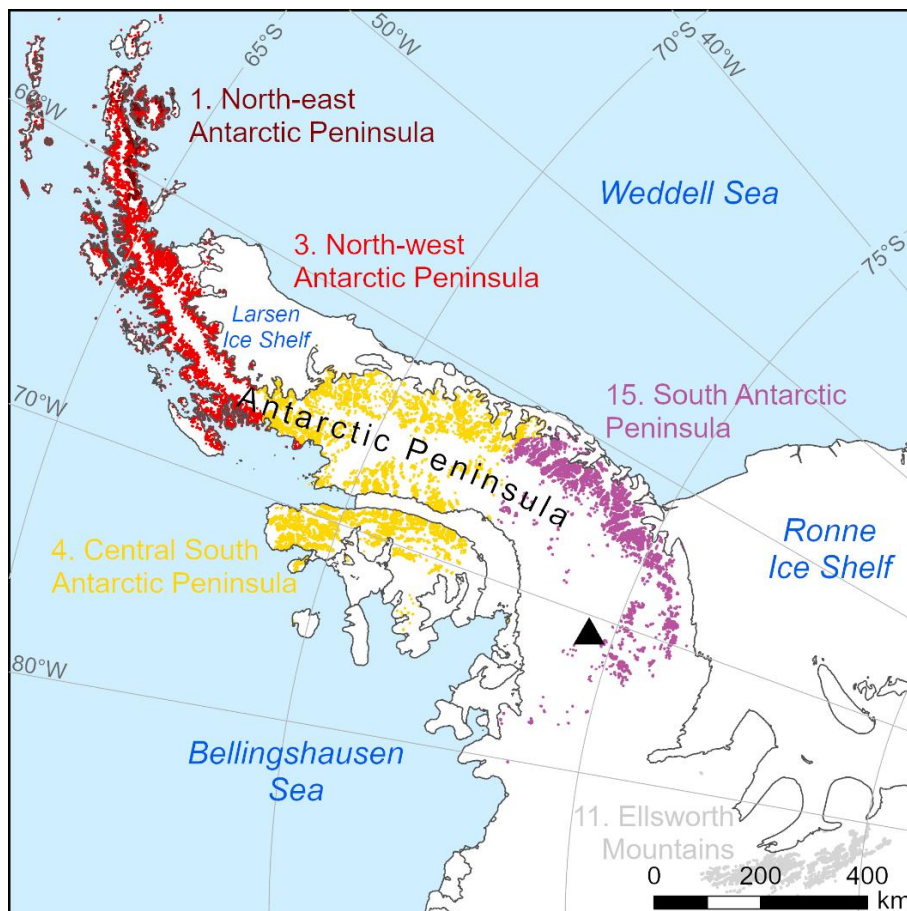 50°W
65°S
70°S
40°W
60°W
1. North-east
Antarctic Peninsula
Weddell Sea
75°S
3. North-west
Antarctic Peninsula
Larsen
Ice Shelf
70°W
15. South Antarctic
Peninsula
Antarctic Peninsula
Ronne
Ice Shelf
4. Central South
Antarctic Peninsula
80°W
Bellingshausen
Sea
11. Ellsworth
Mountains
0 200 400
km